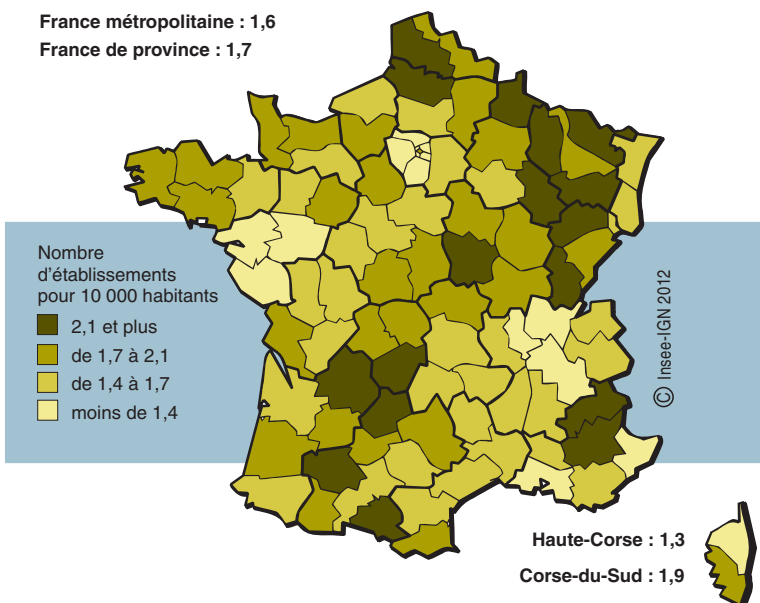 France métropolitaine : 1,6
France de province : 1,7
Nombre
d'établissements
pour 10 000 habitants
2,1 et plus
de 1,7 à 2,1
de 1,4 à 1,7
moins de 1,4
© Insee-IGN 2012
Haute-Corse : 1,3
Corse-du-Sud : 1,9